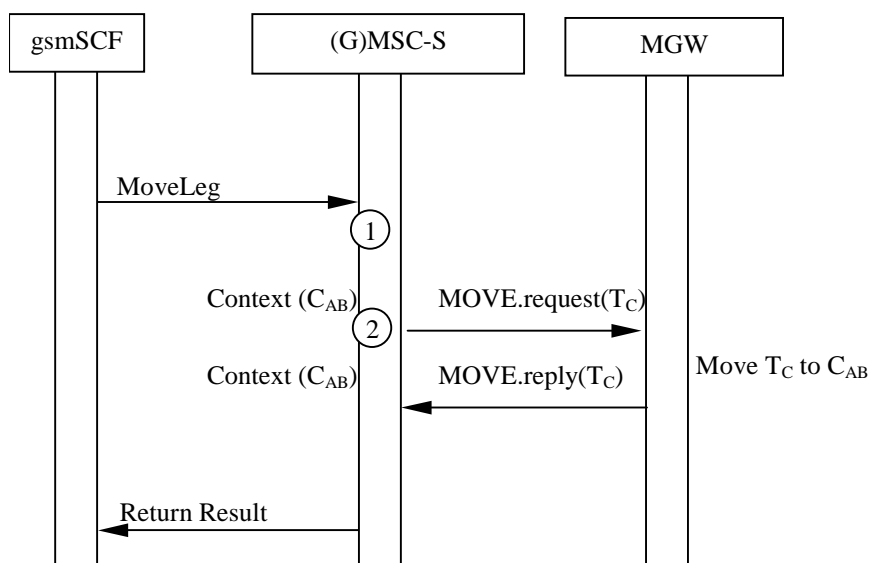 gsmSCF
(G)MSC-S
MGW
MoveLeg
1
Context (C_AB)
MOVE.request(T_C)
2
Context (C_AB)
MOVE.reply(T_C)
Move T_C to C_AB
Return Result